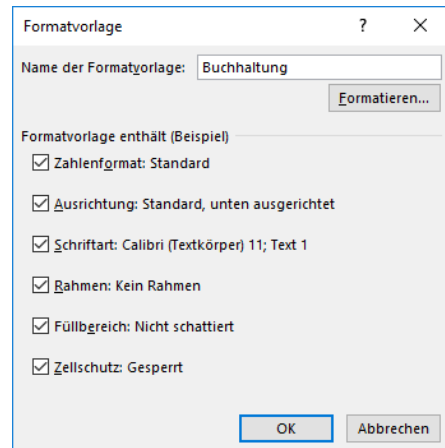 Formatvorlage
Name der Formatvorlage: Buchhaltung
Formatieren...
Formatvorlage enthält (Beispiel)
Zahlenformat: Standard
Ausrichtung: Standard, unten ausgerichtet
Schriftart: Calibri (Textkörper) 11; Text 1
Rahmen: Kein Rahmen
Füllbereich: Nicht schattiert
Zellschutz: Gesperrt
OK Abbrechen